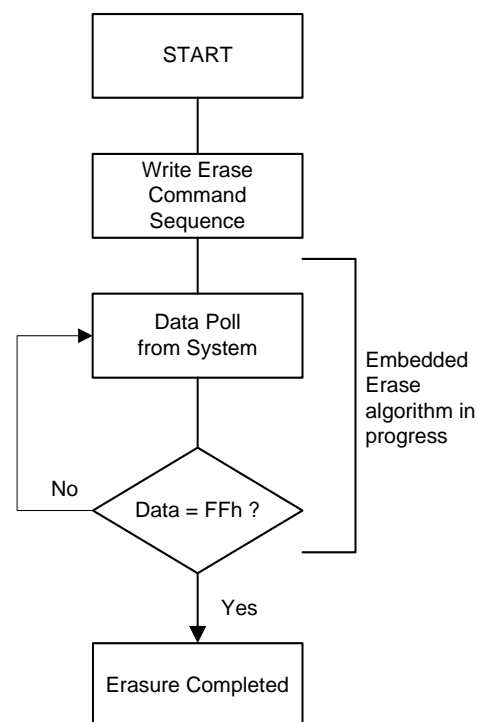 START
Write Erase
Command
Sequence
Data Poll
from System
Embedded
Erase
algorithm in
progress
No
Data = FFh ?
Yes
Erasure Completed